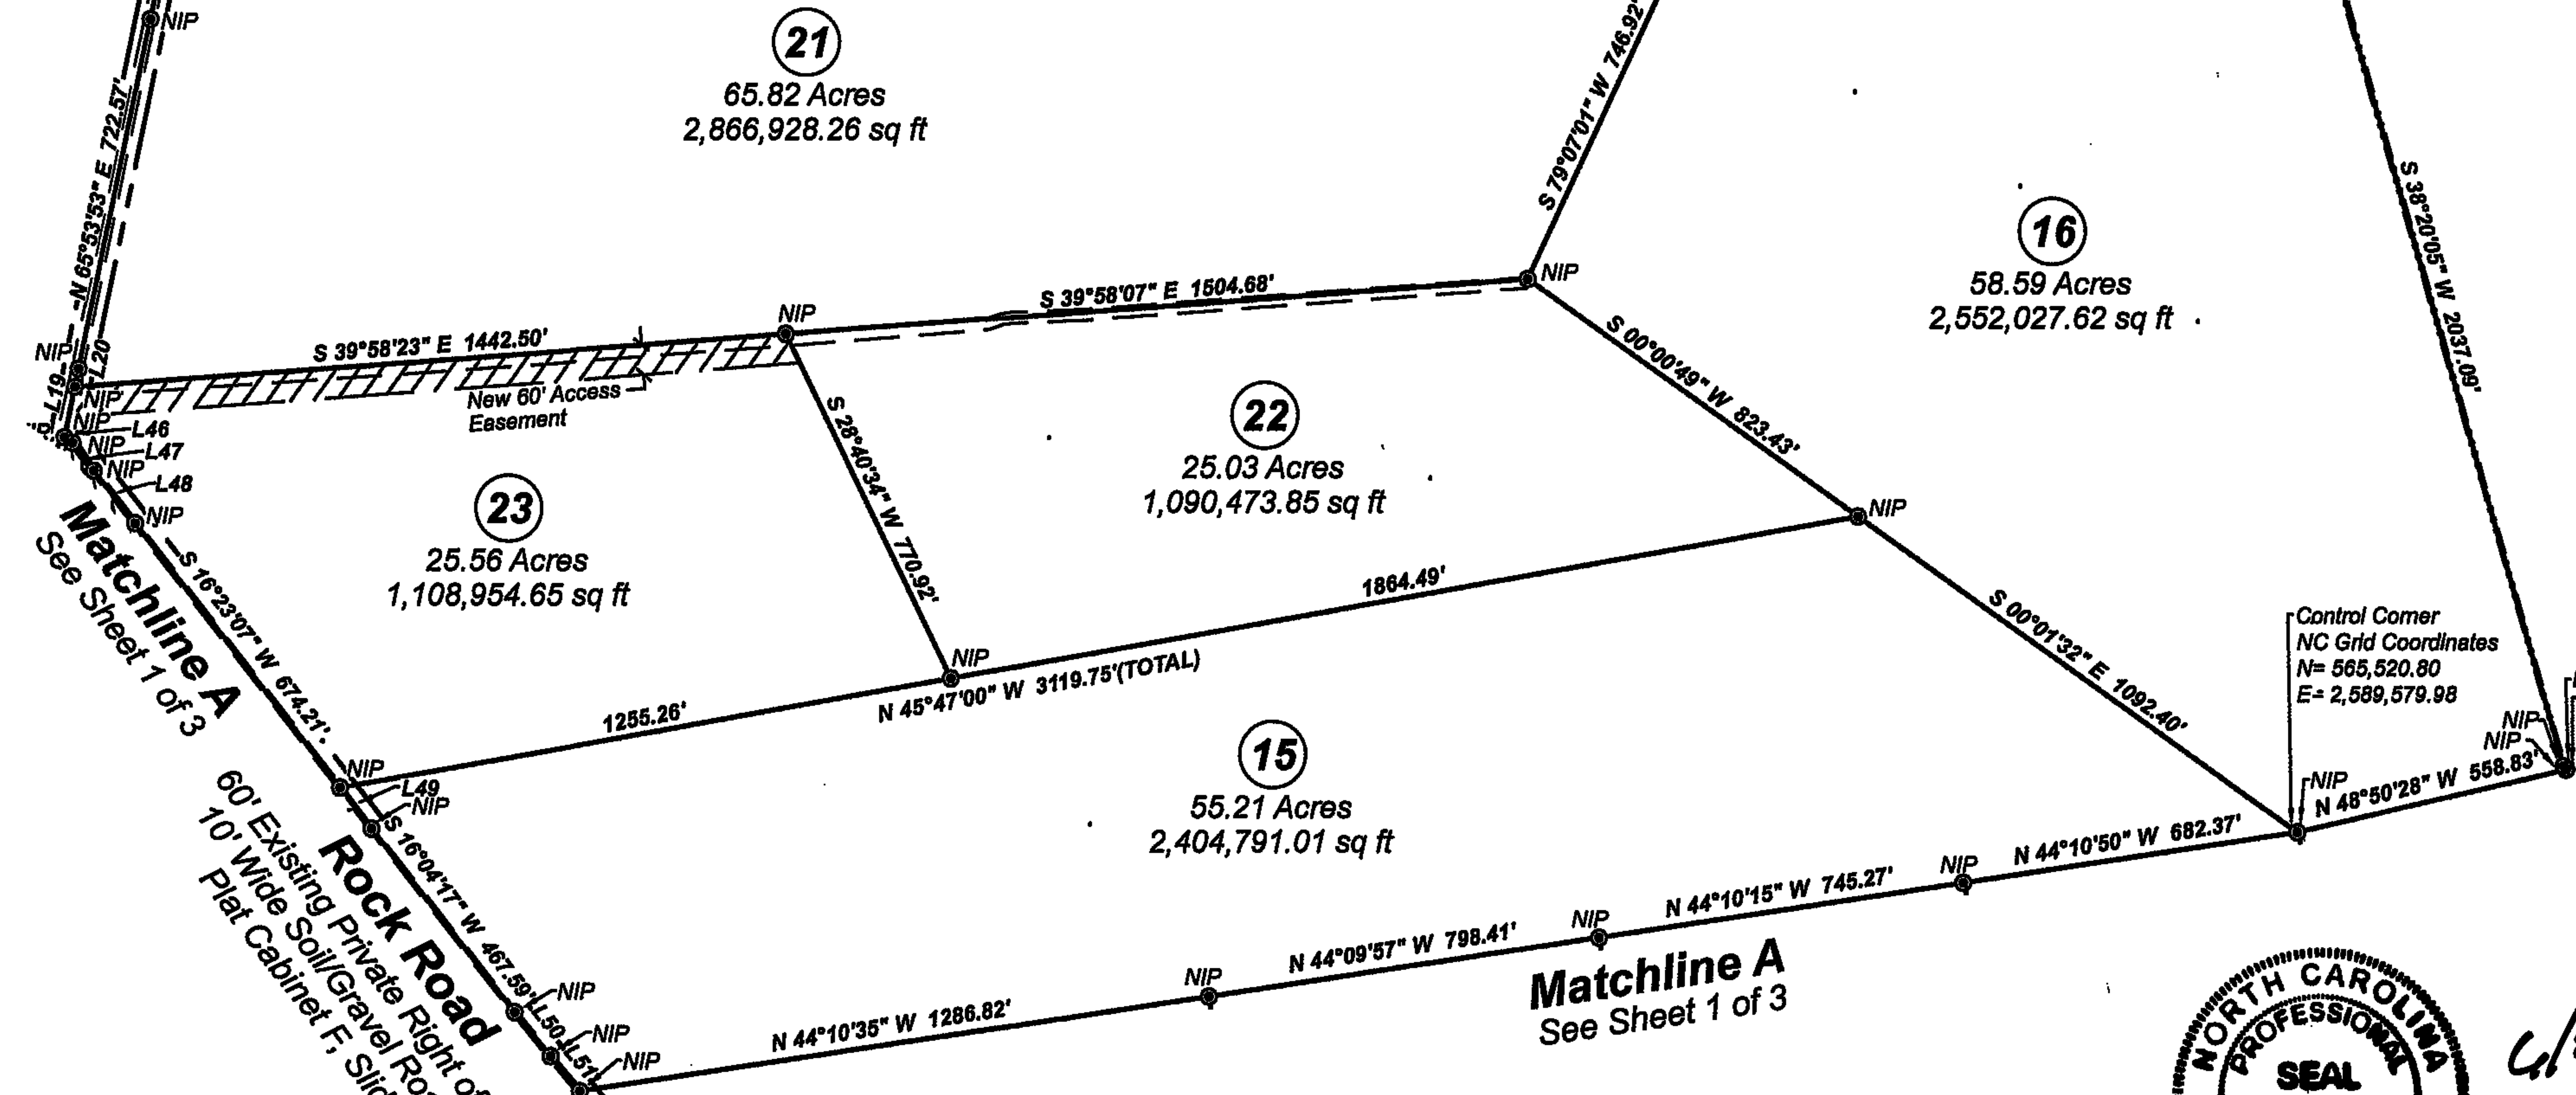 NIP
21
65.82 Acres
2,866,928.26 sq ft
N 65°53'53" E 722.57'
S 79°07'01" W 746.92'
16
58.59 Acres
2,552,027.62 sq ft
S 38°20'05" W 2037.09'
NIP
S 39°58'07" E 1504.68'
NIP
S 39°58'23" E 1442.50'
NIP
L19
L20
NIP
New 60' Access
Easement
NIP
L46
NIP
L47
NIP
L48
NIP
S 28°40'34" W 770.92'
22
25.03 Acres
1,090,473.85 sq ft
S 00°00'49" W 823.43'
NIP
23
25.56 Acres
1,108,954.65 sq ft
Matchline A
See Sheet 1 of 3
S 16°23'07" W 674.21'
1864.49'
NIP
N 45°47'00" W 3119.75'(TOTAL)
1255.26'
S 00°01'32" E 1092.40'
Control Corner
NC Grid Coordinates
N= 565,520.80
E= 2,589,579.98
NIP
NIP
NIP
N 48°50'28" W 558.83'
15
55.21 Acres
2,404,791.01 sq ft
NIP
L49
NIP
S 16°04'17" W 467.59'
Rock Road
60' Existing Private Right of
10' Wide Soil/Gravel
Plat Cabinet F,
NIP
L50
NIP
L51
NIP
N 44°10'35" W 1286.82'
NIP
N 44°09'57" W 798.41'
NIP
N 44°10'15" W 745.27'
NIP
N 44°10'50" W 682.37'
Matchline A
See Sheet 1 of 3
NORTH CAROLINA
PROFESSIONAL
SEAL